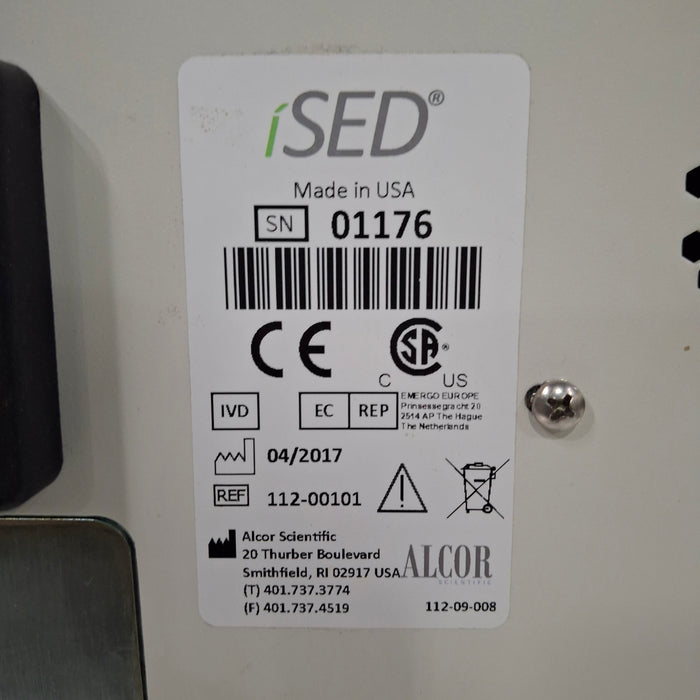 iSED®
Made in USA
SN 01176
CE
SA®
C US
IVD
EC REP
EMERGO EUROPE
Prinsessegracht 20
2514 AP The Hague
The Netherlands
04/2017
REF 112-00101
Alcor Scientific
20 Thurber Boulevard
Smithfield, RI 02917 USA
(T) 401.737.3774
(F) 401.737.4519
ALCOR
SCIENTIFIC
112-09-008